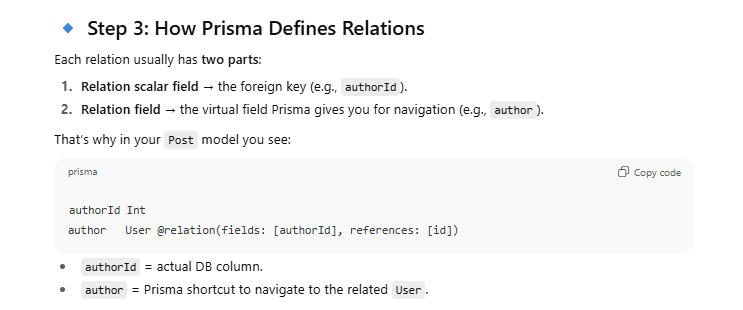 🔹 Step 3: How Prisma Defines Relations
Each relation usually has two parts:
1. Relation scalar field → the foreign key (e.g., authorId).
2. Relation field → the virtual field Prisma gives you for navigation (e.g., author).
That's why in your Post model you see:
prisma
Copy code
authorId Int
author   User @relation(fields: [authorId], references: [id])
• authorId = actual DB column.
• author = Prisma shortcut to navigate to the related User.